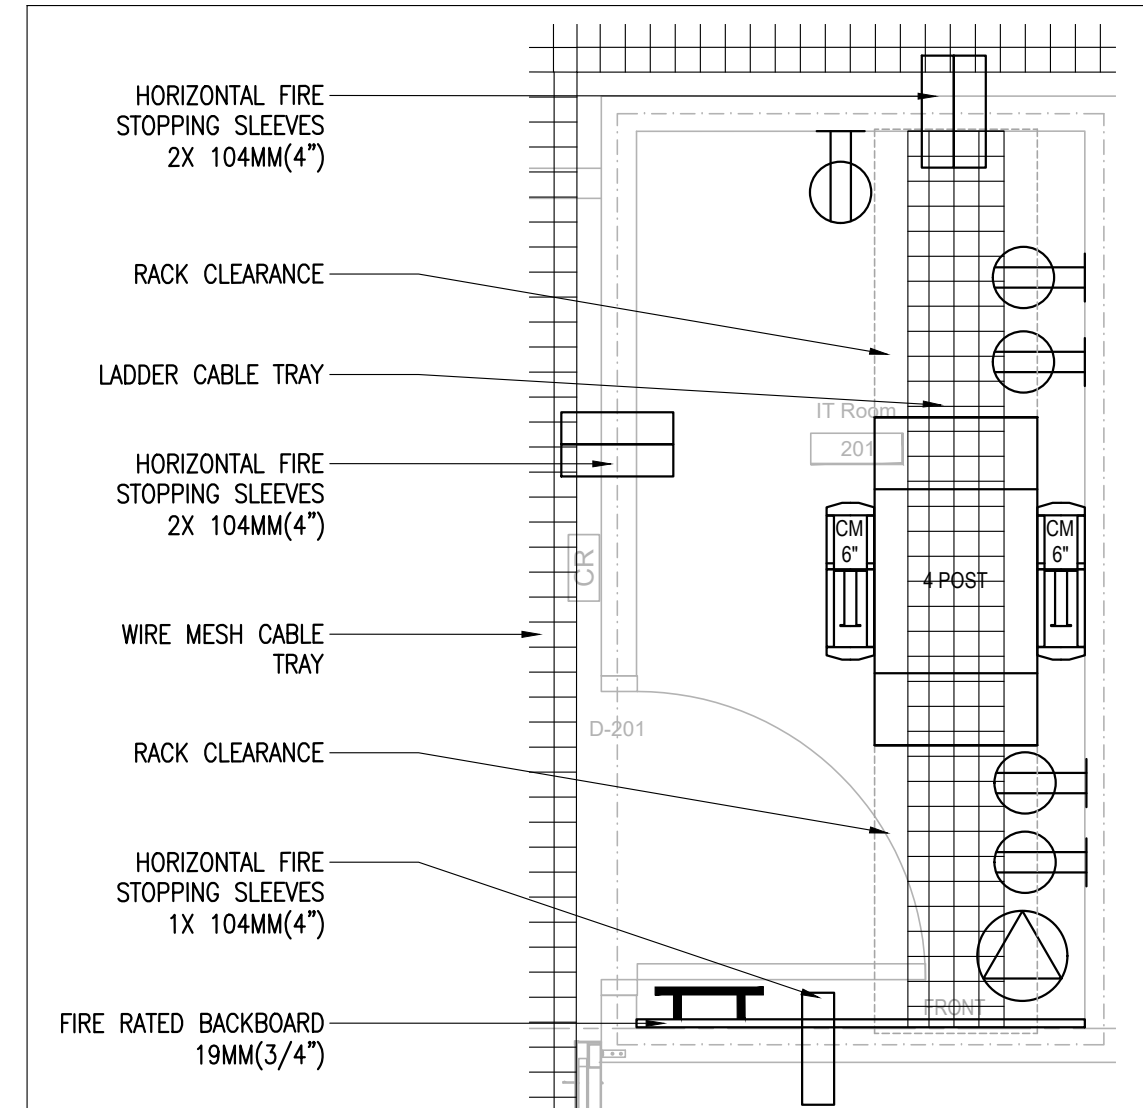 HORIZONTAL FIRE
STOPPING SLEEVES
2X 104MM(4")
RACK CLEARANCE
LADDER CABLE TRAY
IT Room
201
HORIZONTAL FIRE
STOPPING SLEEVES
2X 104MM(4")
CM
6"
CM
6"
4 POST
CR
WIRE MESH CABLE
TRAY
D-201
RACK CLEARANCE
HORIZONTAL FIRE
STOPPING SLEEVES
1X 104MM(4")
FRONT
FIRE RATED BACKBOARD
19MM(3/4")